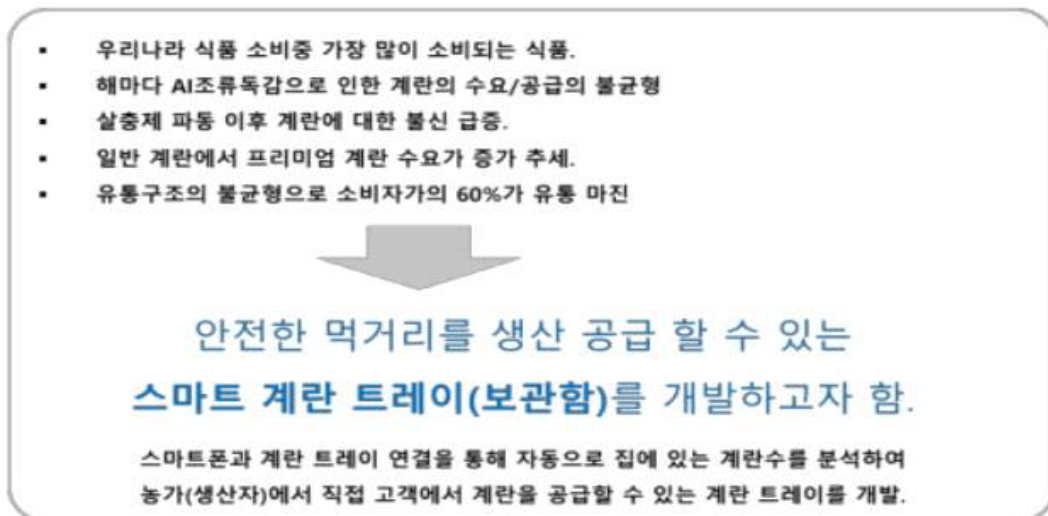 ▪ 우리나라 식품 소비중 가장 많이 소비되는 식품.
▪ 해마다 AI조류독감으로 인한 계란의 수요/공급의 불균형
▪ 살충제 파동 이후 계란에 대한 불신 급증.
▪ 일반 계란에서 프리미엄 계란 수요가 증가 추세.
▪ 유통구조의 불균형으로 소비자가의 60%가 유통 마진
안전한 먹거리를 생산 공급 할 수 있는
스마트 계란 트레이(보관함)를 개발하고자 함.
스마트폰과 계란 트레이 연결을 통해 자동으로 집에 있는 계란수를 분석하여
농가(생산자)에서 직접 고객에서 계란을 공급할 수 있는 계란 트레이를 개발.